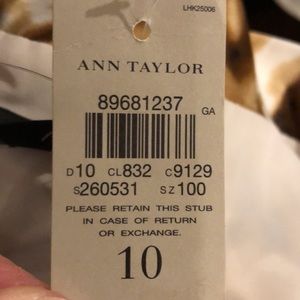 LHK25006
ANN TAYLOR
89681237
GA
D10 CL832 C9129
S260531 SZ100
PLEASE RETAIN THIS STUB
IN CASE OF RETURN
OR EXCHANGE.
10